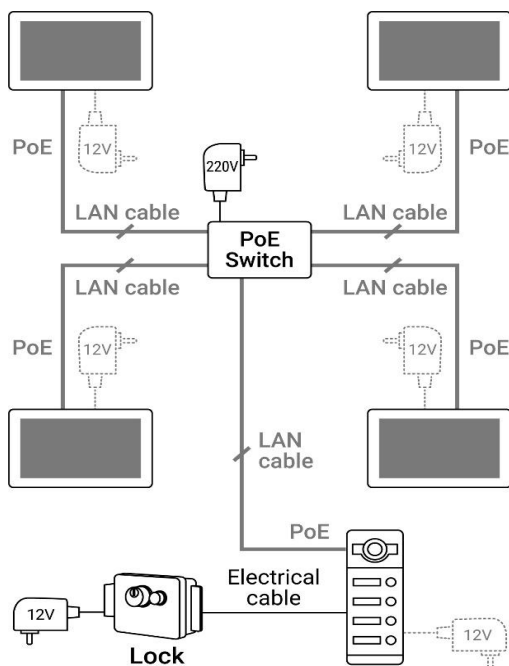 12V
12V
PoE
220V
PoE
LAN cable
LAN cable
PoE
Switch
LAN cable
LAN cable
PoE
12V
12V
PoE
LAN
cable
PoE
Electrical
cable
12V
12V
Lock